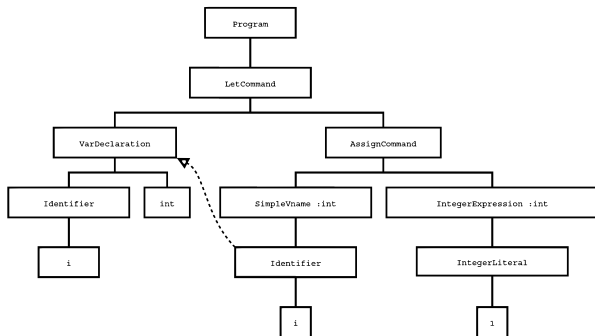 Program
LetCommand
VarDeclaration
AssignCommand
Identifier
int
SimpleVname :int
IntegerExpression :int
i
Identifier
IntegerLiteral
i
1